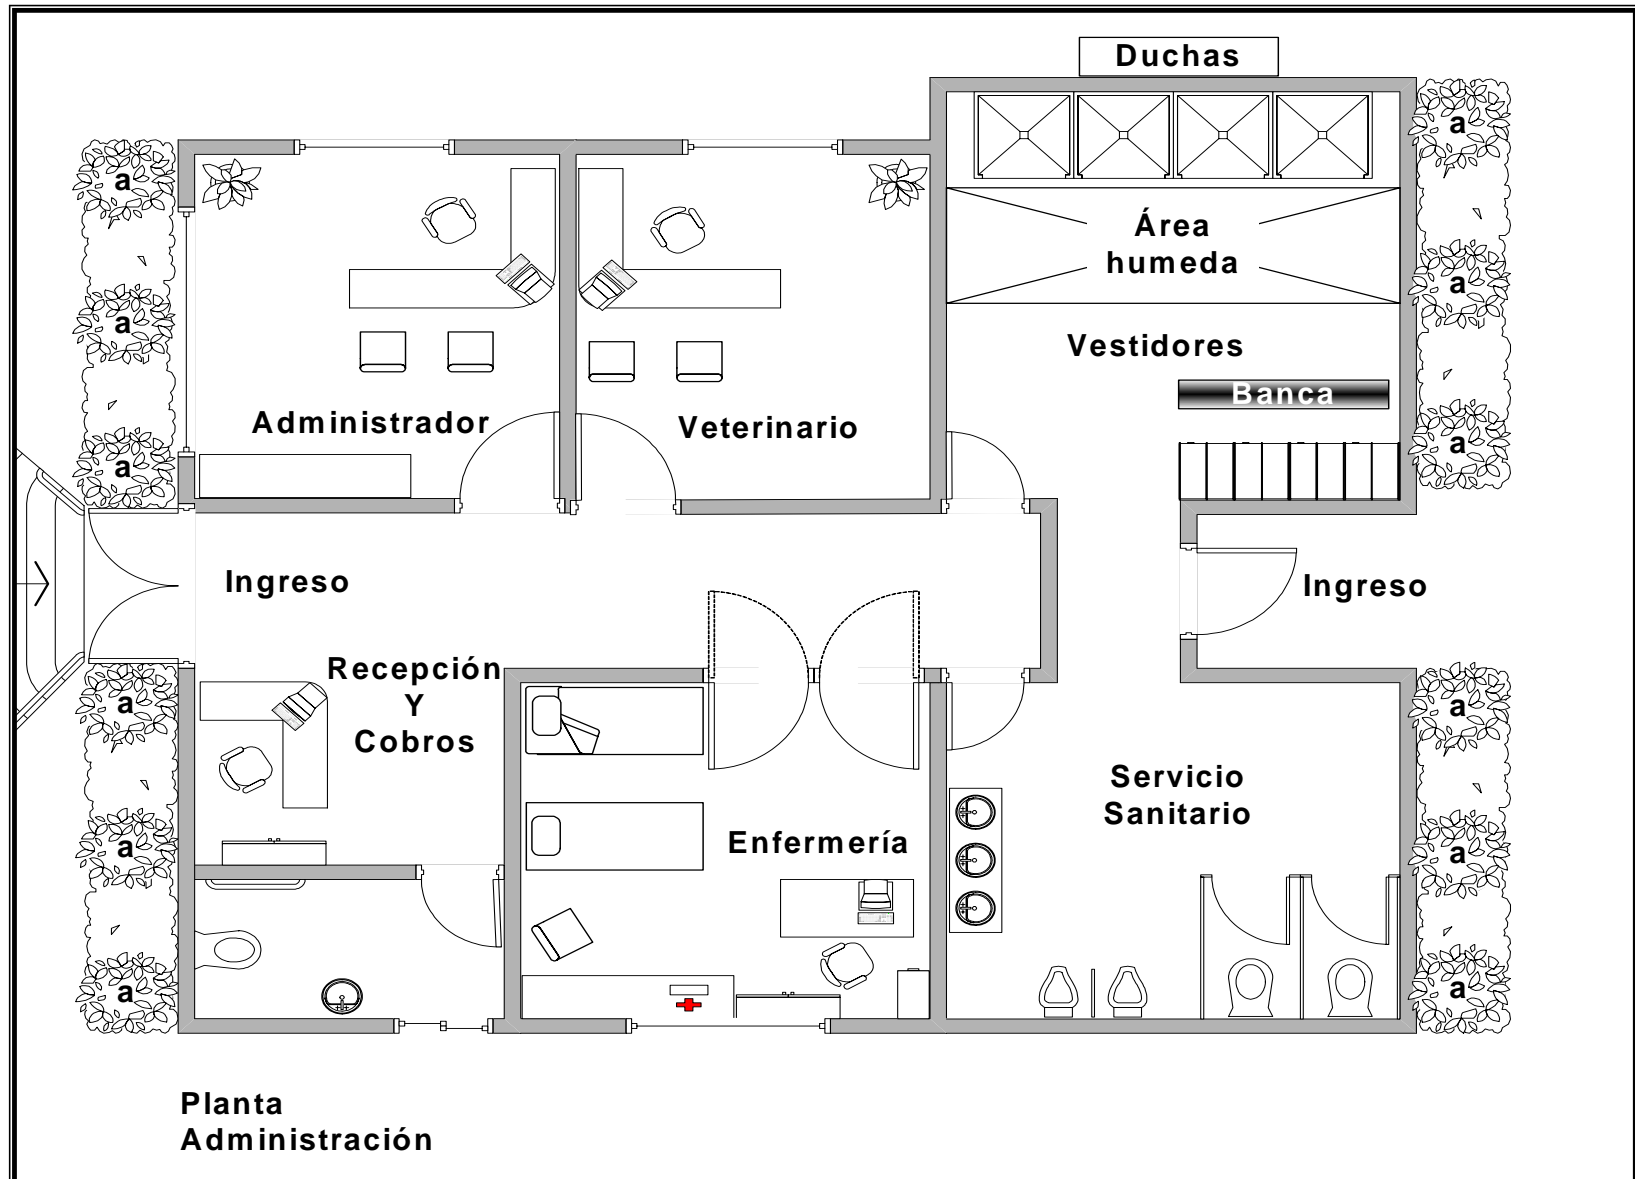 Duchas
a
a
Área
humeda
a
a
Vestidores
Banca
Administrador
Veterinario
a
a
Ingreso
Ingreso
Recepción
Y
Cobros
a
a
Servicio
Sanitario
Enfermería
a
a
a
a
Planta
Administración